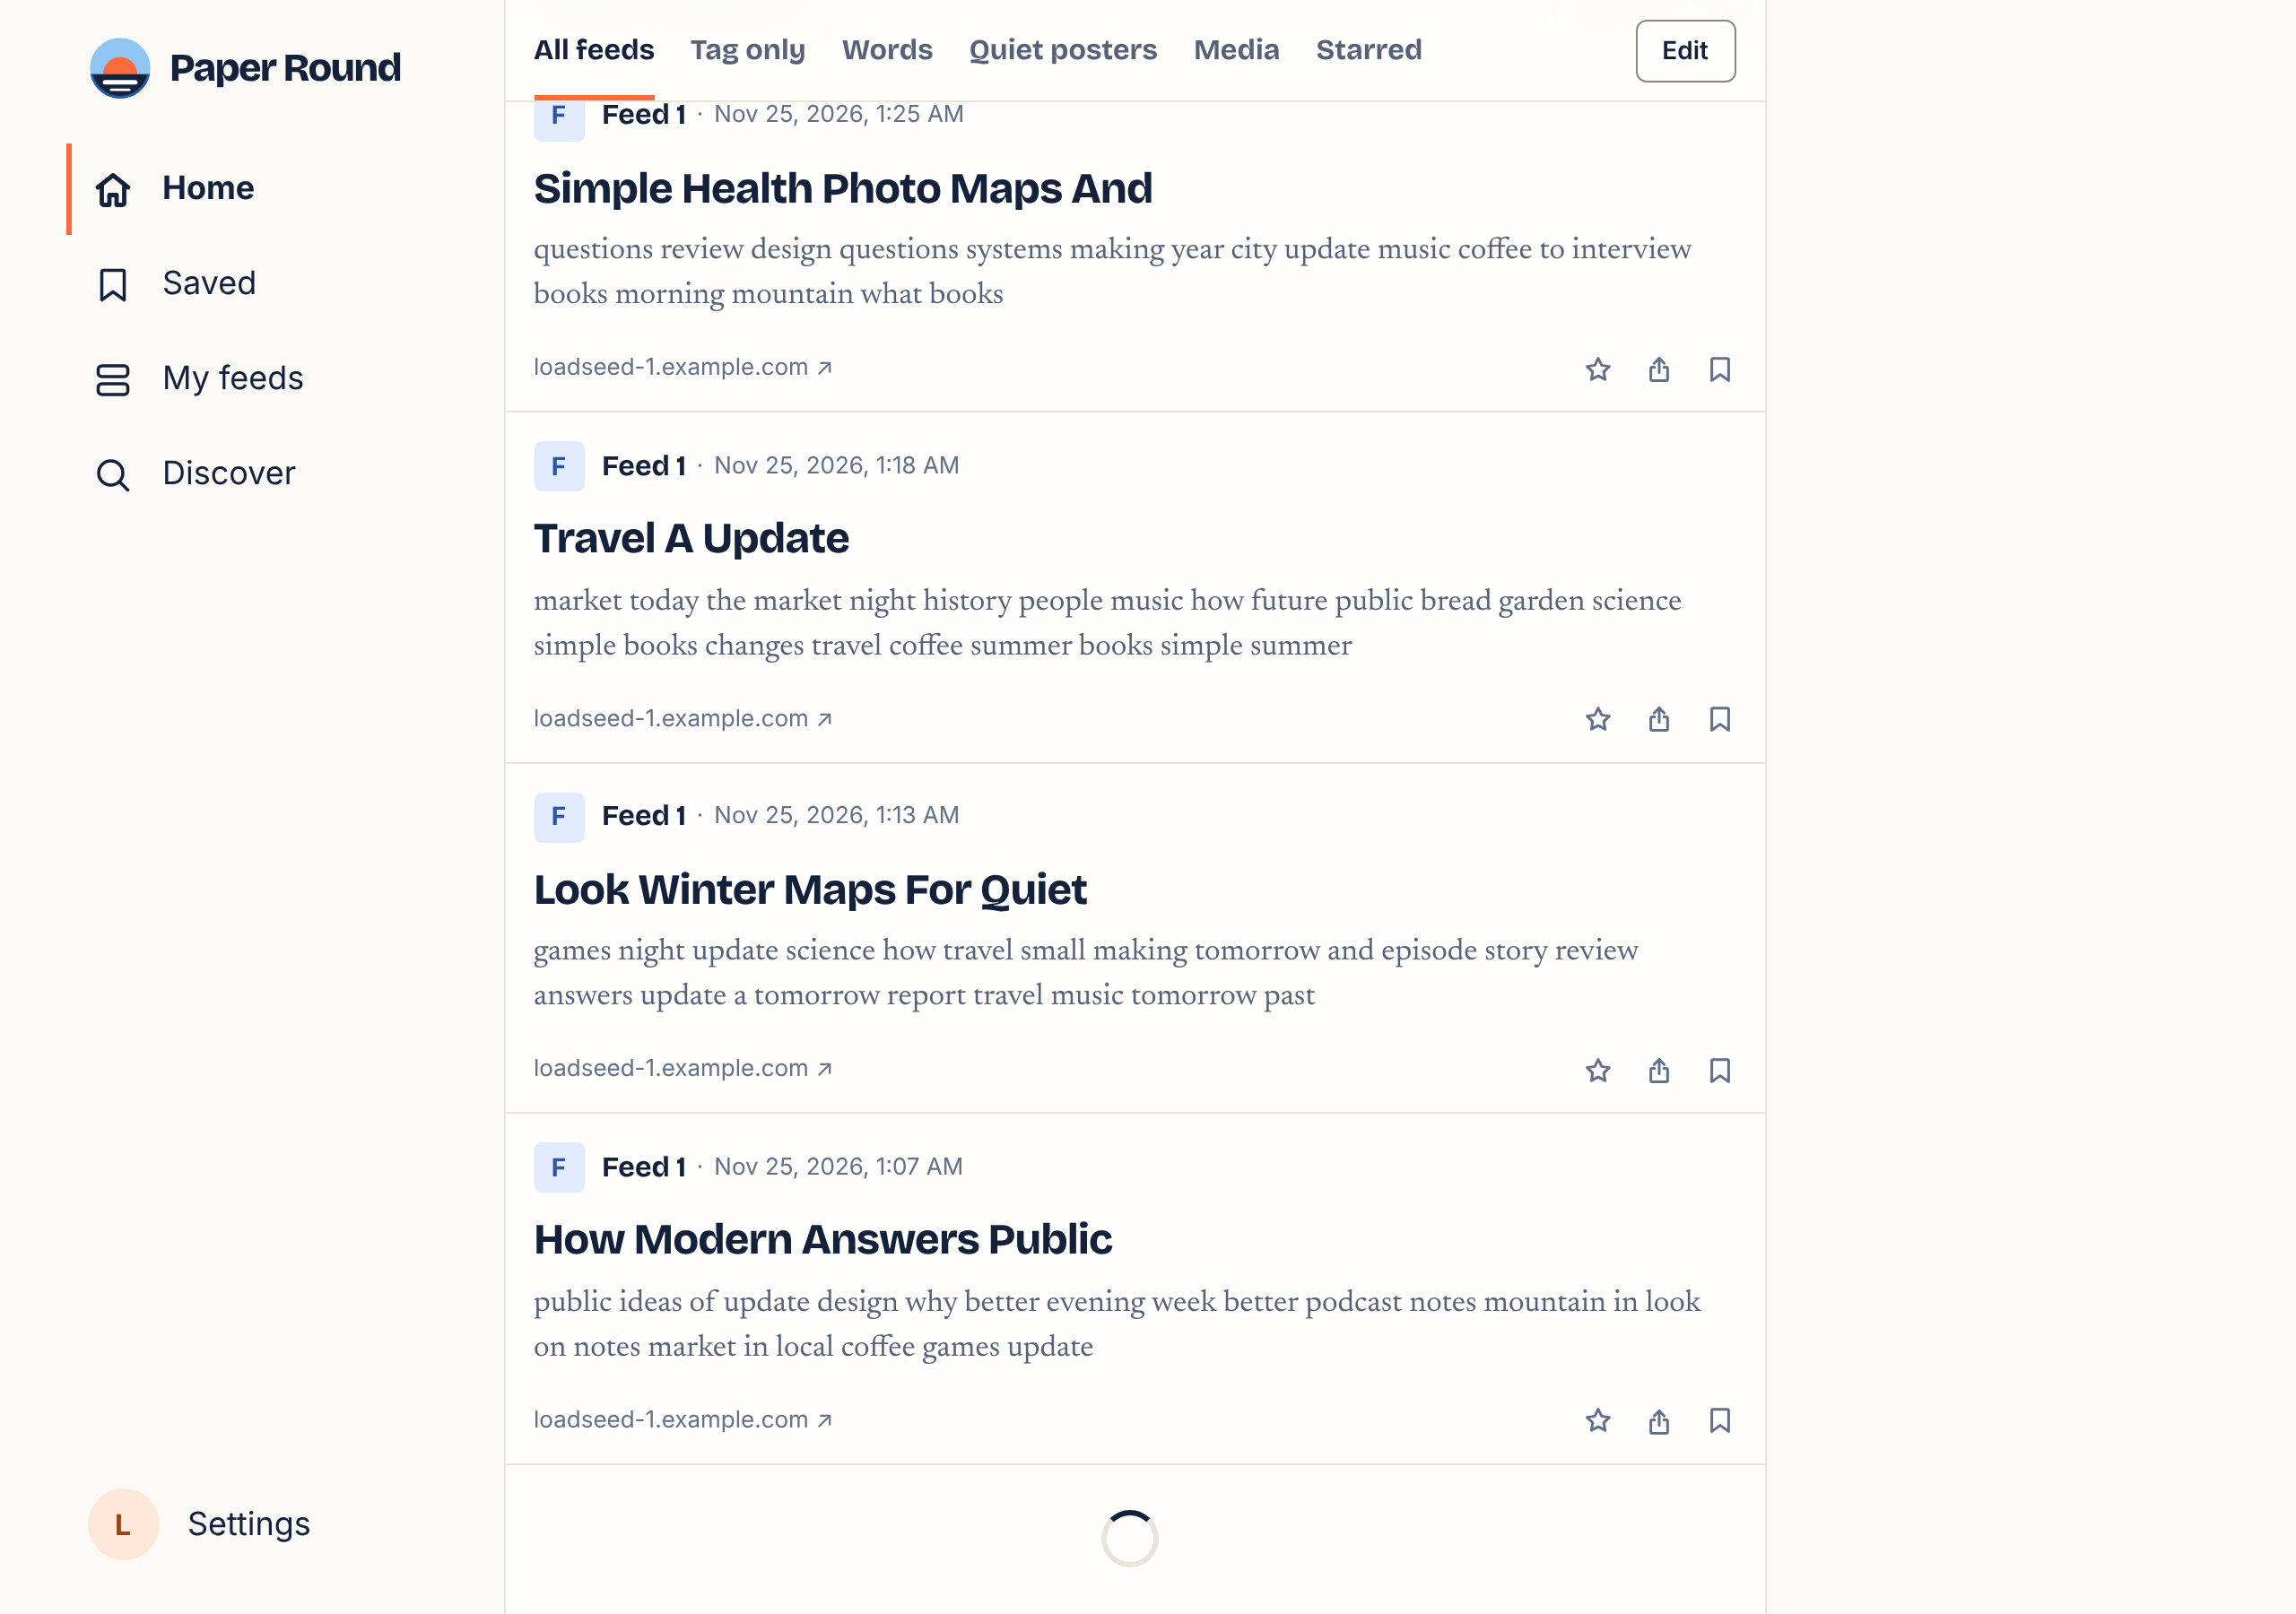 Paper Round
Home
Saved
My feeds
Discover
L
Settings
All feeds
Tag only
Words
Quiet posters
Media
Starred
Edit
F
Feed 1 · Nov 25, 2026, 1:25 AM
Simple Health Photo Maps And
questions review design questions systems making year city update music coffee to interview
books morning mountain what books
loadseed-1.example.com ↗
F
Feed 1 · Nov 25, 2026, 1:18 AM
Travel A Update
market today the market night history people music how future public bread garden science
simple books changes travel coffee summer books simple summer
loadseed-1.example.com ↗
F
Feed 1 · Nov 25, 2026, 1:13 AM
Look Winter Maps For Quiet
games night update science how travel small making tomorrow and episode story review
answers update a tomorrow report travel music tomorrow past
loadseed-1.example.com ↗
F
Feed 1 · Nov 25, 2026, 1:07 AM
How Modern Answers Public
public ideas of update design why better evening week better podcast notes mountain in look
on notes market in local coffee games update
loadseed-1.example.com ↗